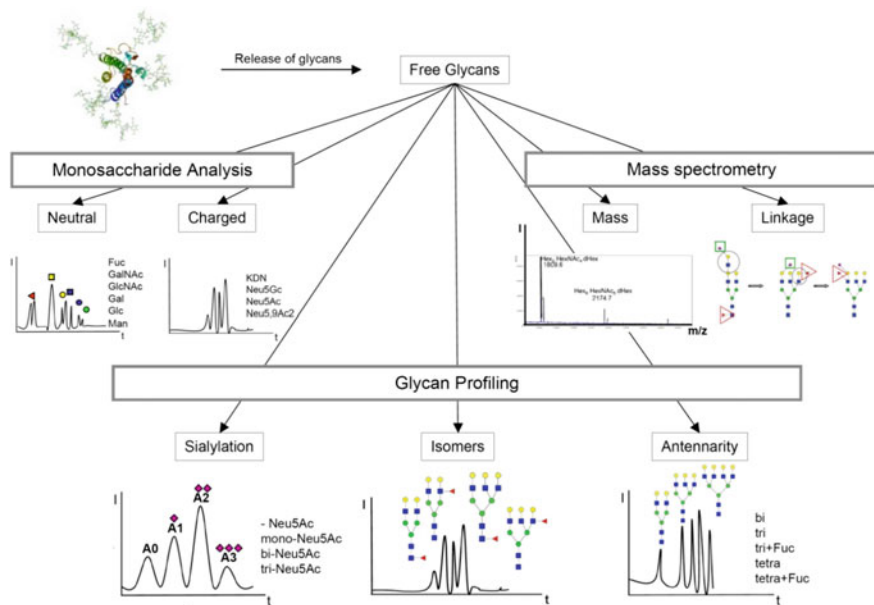 Release of glycans
Free Glycans
Monosaccharide Analysis
Mass spectrometry
Neutral
Charged
Mass
Linkage
I
Fuc
GalNAc
GlcNAc
Gal
Glc
Man
t
I
KDN
Neu5Gc
Neu5Ac
Neu5,9Ac2
t
I
m/z
Glycan Profiling
Sialylation
Isomers
Antennarity
I
A0
A1
A2
A3
- Neu5Ac
mono-Neu5Ac
bi-Neu5Ac
tri-Neu5Ac
t
I
t
I
bi
tri
tri+Fuc
tetra
tetra+Fuc
t